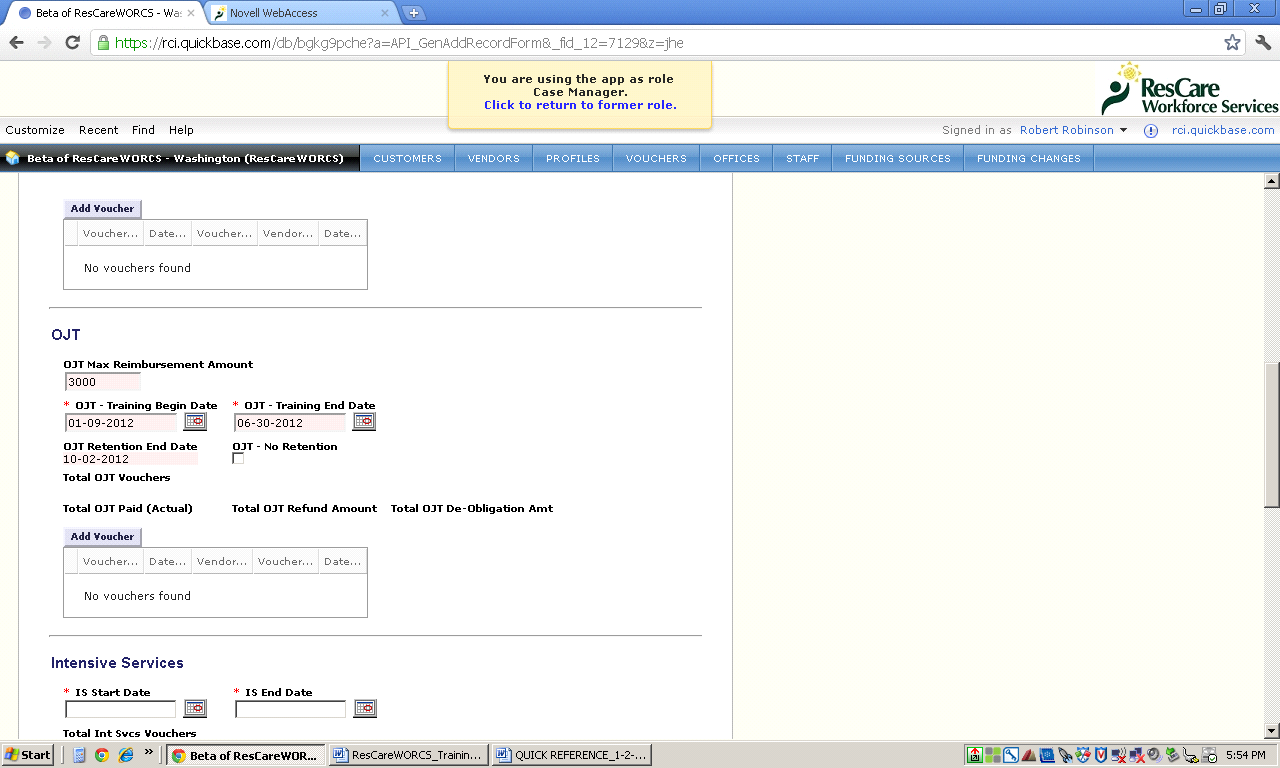 Beta of ResCareWORCS - Was
Novell WebAccess
https://rci.quickbase.com/db/bgkg9pche?a=API_GenAddRecordForm&_fid_12=7129&z=jhe
You are using the app as role
Case Manager.
Click to return to former role.
ResCare
Workforce Services
Customize Recent Find Help
Signed in as Robert Robinson rci.quickbase.com
Beta of ResCareWORCS - Washington (ResCareWORCS) CUSTOMERS VENDORS PROFILES VOUCHERS OFFICES STAFF FUNDING SOURCES FUNDING CHANGES
Add Voucher
Voucher... Date... Voucher... Vendor... Date...
No vouchers found
OJT
OJT Max Reimbursement Amount
3000
* OJT - Training Begin Date * OJT - Training End Date
01-09-2012 06-30-2012
OJT Retention End Date OJT - No Retention
10-02-2012
Total OJT Vouchers
Total OJT Paid (Actual) Total OJT Refund Amount Total OJT De-Obligation Amt
Add Voucher
Voucher... Date... Vendor... Voucher... Date...
No vouchers found
Intensive Services
* IS Start Date * IS End Date
Total Int Svcs Vouchers
Start » Beta of ResCareWOR... ResCareWORCS_Trainin... QUICK REFERENCE_1-2-... 5:54 PM